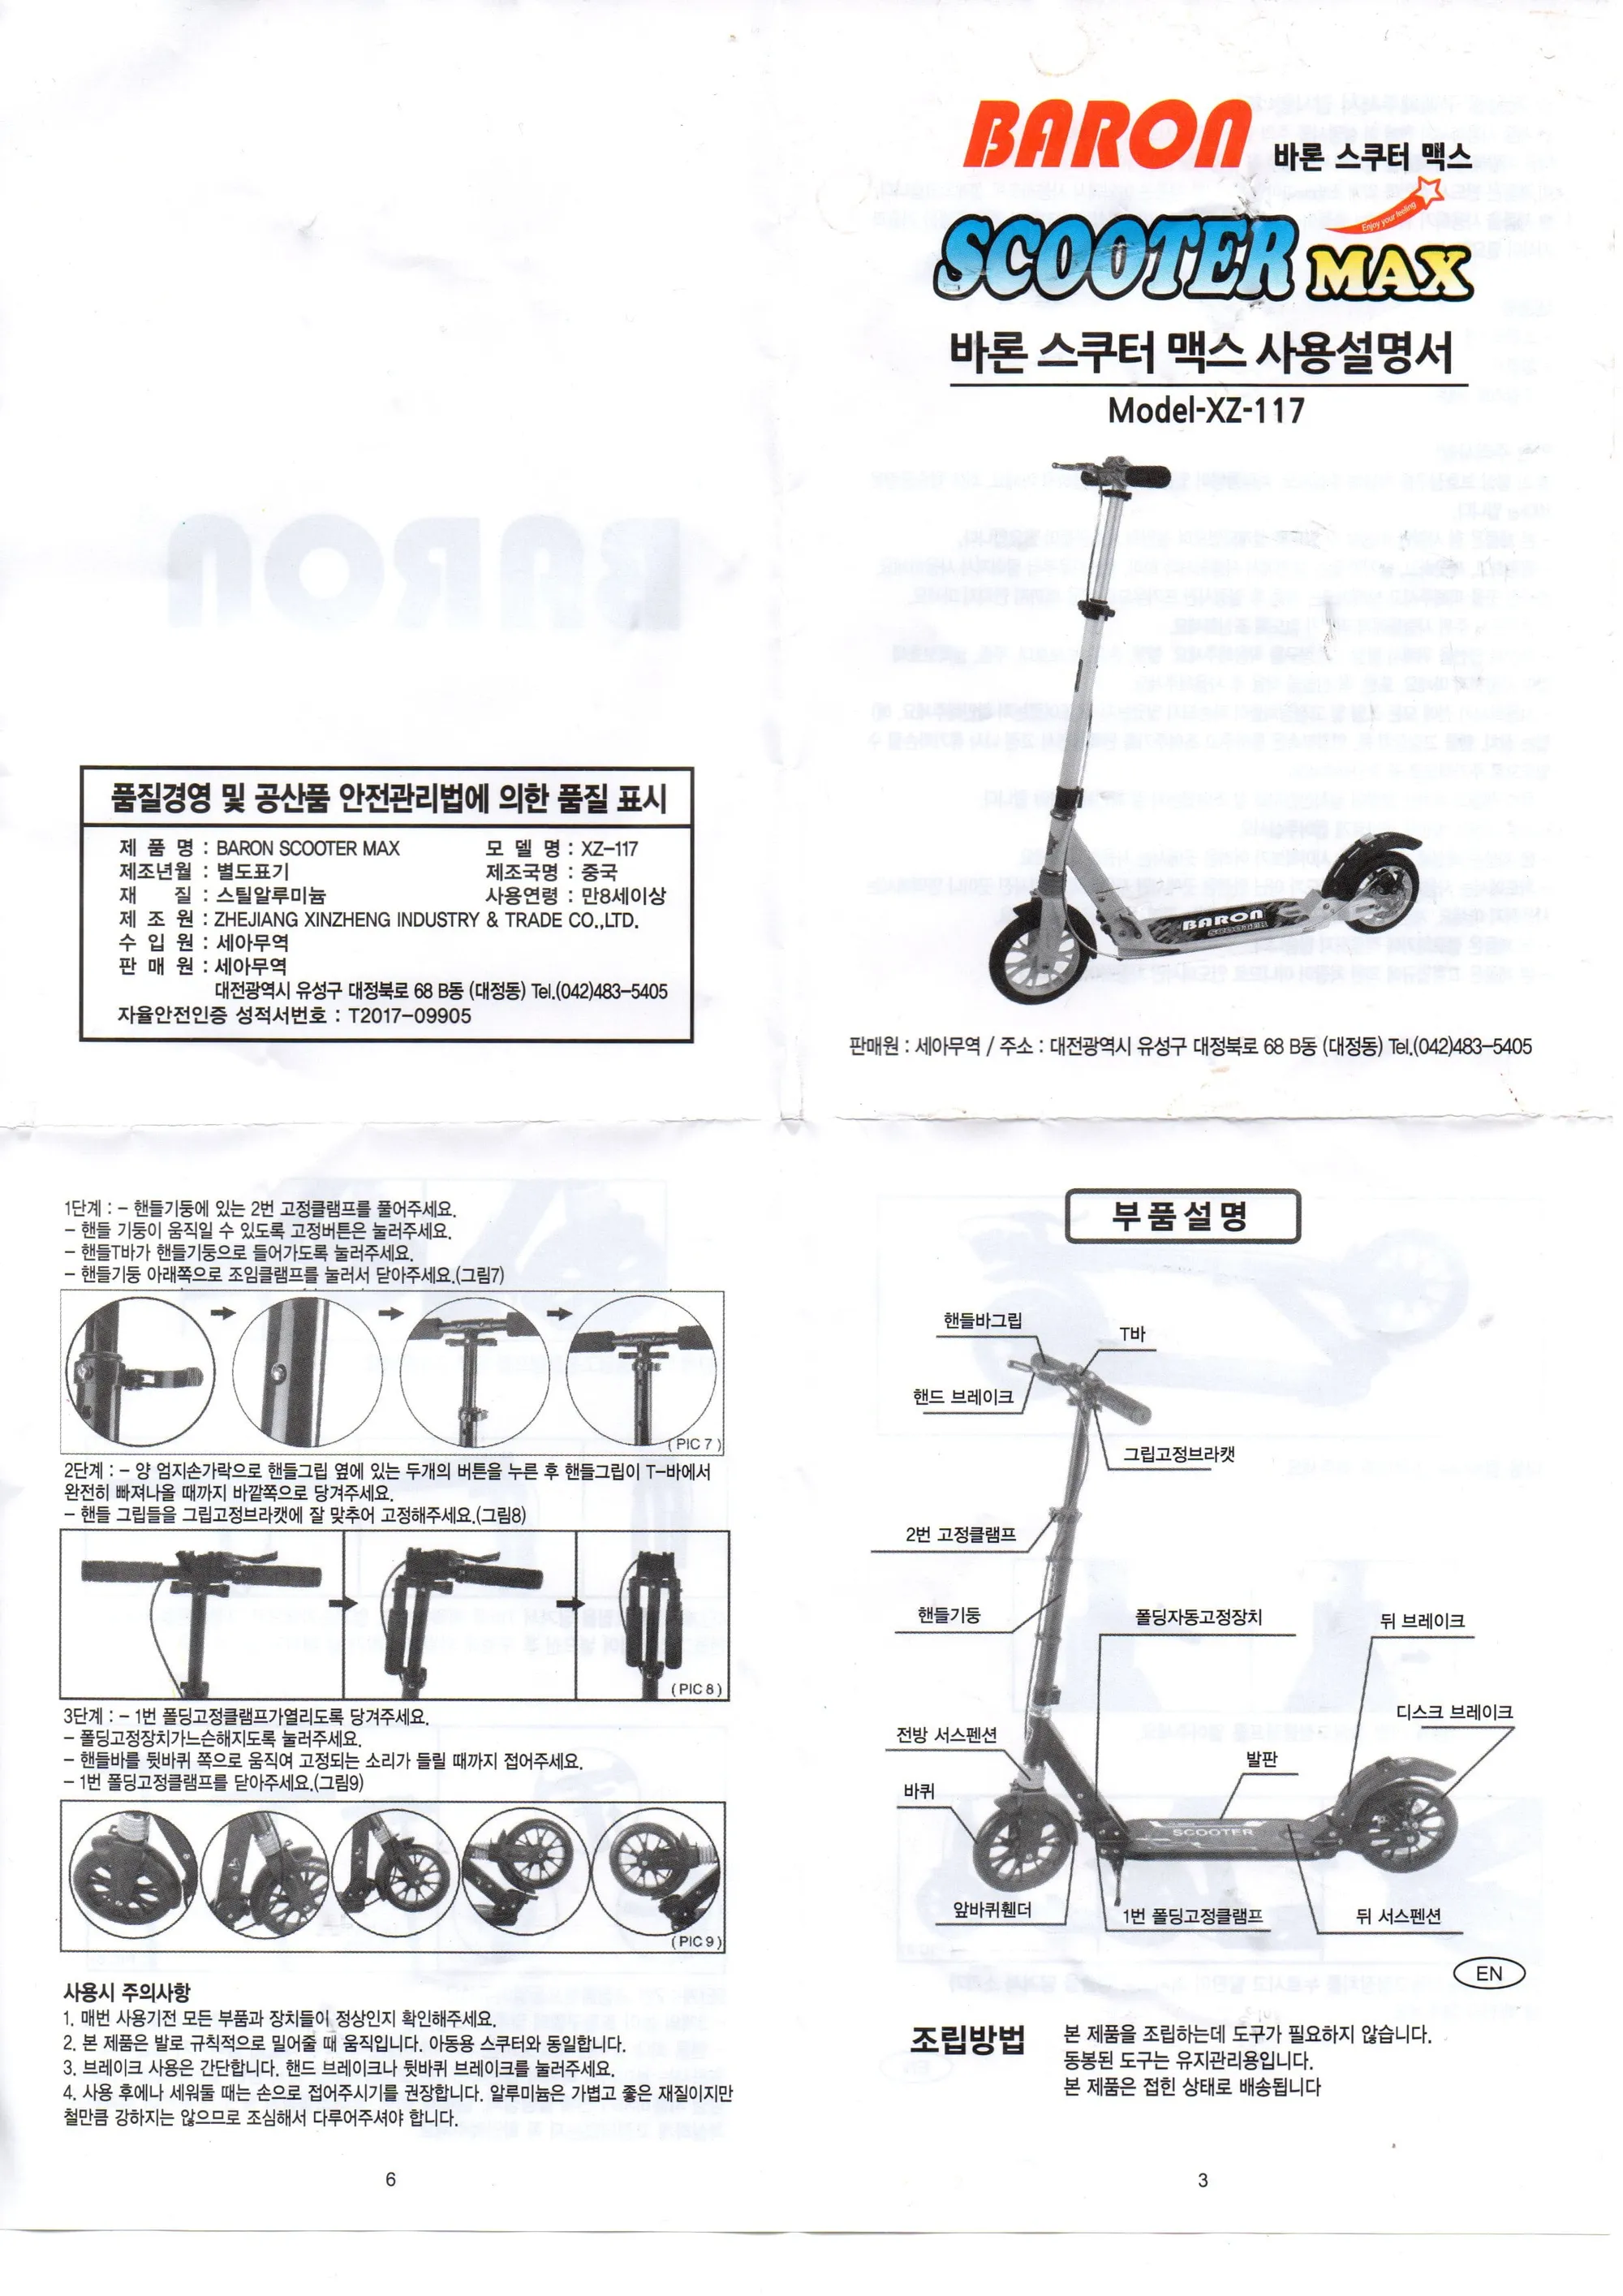 BARON 바론 스쿠터 맥스
Enjoy your feeling
SCOOTER MAX
바론 스쿠터 맥스 사용설명서
Model-XZ-117
BARON
SCOOTER
판매원 : 세아무역 / 주소 : 대전광역시 유성구 대정북로 68 B동 (대정동) Tel.(042)483-5405
품질경영 및 공산품 안전관리법에 의한 품질 표시
제 품 명 : BARON SCOOTER MAX 모 델 명 : XZ-117
제조년월 : 별도표기 제조국명 : 중국
재 질 : 스틸알루미늄 사용연령 : 만8세이상
제 조 원 : ZHEJIANG XINZHENG INDUSTRY & TRADE CO.,LTD.
수 입 원 : 세아무역
판 매 원 : 세아무역
대전광역시 유성구 대정북로 68 B동 (대정동) Tel.(042)483-5405
자율안전인증 성적서번호 : T2017-09905
1단계 : - 핸들기둥에 있는 2번 고정클램프를 풀어주세요.
- 핸들 기둥이 움직일 수 있도록 고정버튼은 눌러주세요.
- 핸들T바가 핸들기둥으로 들어가도록 눌러주세요.
- 핸들기둥 아래쪽으로 조임클램프를 눌러서 닫아주세요.(그림7)
( PIC 7 )
2단계 : - 양 엄지손가락으로 핸들그립 옆에 있는 두개의 버튼을 누른 후 핸들그립이 T-바에서
완전히 빠져나올 때까지 바깥쪽으로 당겨주세요.
- 핸들 그립들을 그립고정브라캣에 잘 맞추어 고정해주세요.(그림8)
( PIC 8 )
3단계 : - 1번 폴딩고정클램프가열리도록 당겨주세요.
- 폴딩고정장치가느슨해지도록 눌러주세요.
- 핸들바를 뒷바퀴 쪽으로 움직여 고정되는 소리가 들릴 때까지 접어주세요.
- 1번 폴딩고정클램프를 닫아주세요.(그림9)
( PIC 9 )
사용시 주의사항
1. 매번 사용기전 모든 부품과 장치들이 정상인지 확인해주세요.
2. 본 제품은 발로 규칙적으로 밀어줄 때 움직입니다. 아동용 스쿠터와 동일합니다.
3. 브레이크 사용은 간단합니다. 핸드 브레이크나 뒷바퀴 브레이크를 눌러주세요.
4. 사용 후에나 세워둘 때는 손으로 접어주시기를 권장합니다. 알루미늄은 가볍고 좋은 재질이지만
철만큼 강하지는 않으므로 조심해서 다루어주셔야 합니다.
6
부품설명
핸들바그립
T바
핸드 브레이크
그립고정브라캣
2번 고정클램프
핸들기둥
폴딩자동고정장치
뒤 브레이크
디스크 브레이크
전방 서스펜션
발판
바퀴
SCOOTER
앞바퀴휀더
1번 폴딩고정클램프
뒤 서스펜션
EN
조립방법
본 제품을 조립하는데 도구가 필요하지 않습니다.
동봉된 도구는 유지관리용입니다.
본 제품은 접힌 상태로 배송됩니다
3